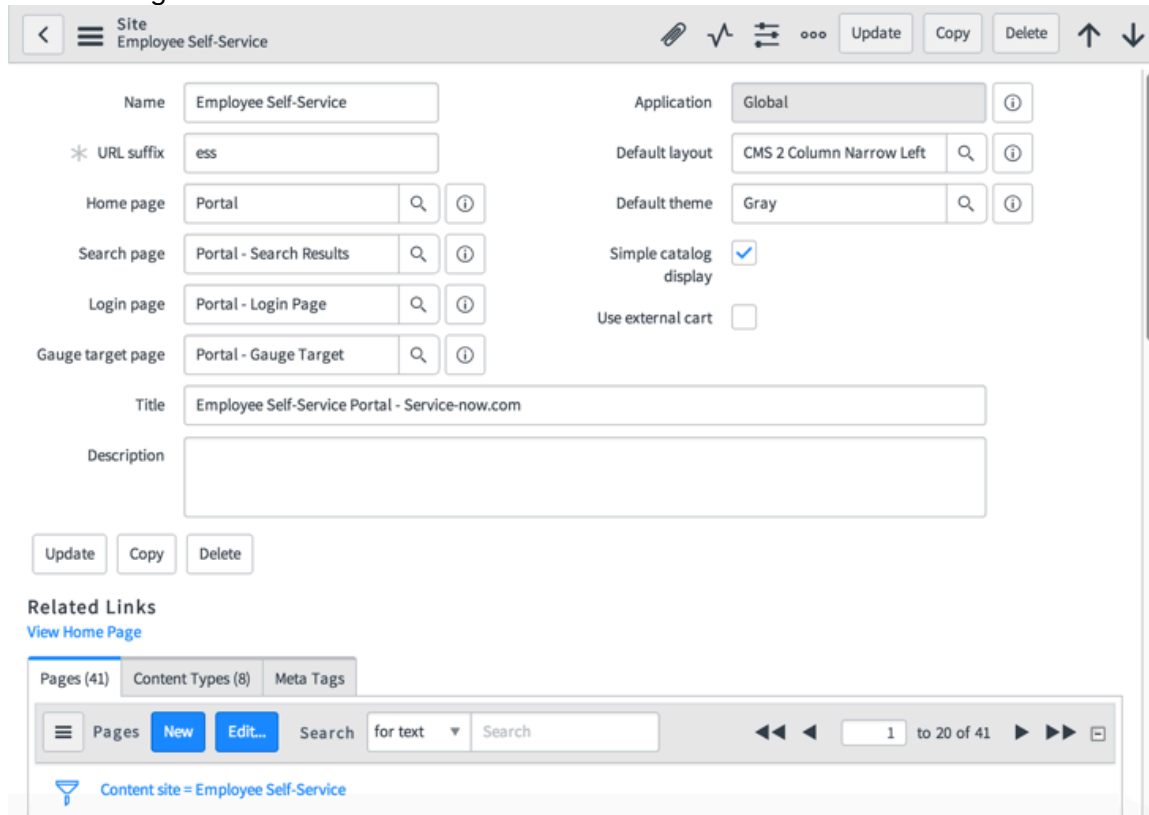 Site
Employee Self-Service
Update Copy Delete
Name Employee Self-Service Application Global
URL suffix ess Default layout CMS 2 Column Narrow Left
Home page Portal Default theme Gray
Search page Portal - Search Results Simple catalog display
Login page Portal - Login Page Use external cart
Gauge target page Portal - Gauge Target
Title Employee Self-Service Portal - Service-now.com
Description
Update Copy Delete
Related Links
View Home Page
Pages (41) Content Types (8) Meta Tags
Pages New Edit... Search for text Search 1 to 20 of 41
Content site = Employee Self-Service